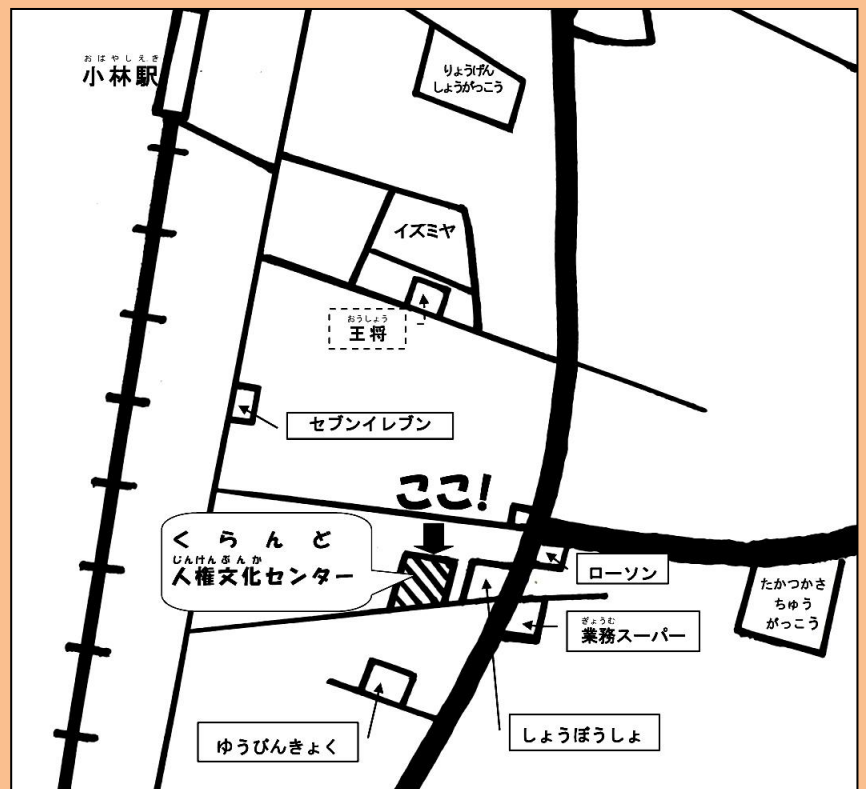 おばやしえき
小林駅
りょうげん
しょうがっこう
イズミヤ
おうしょう
王将
セブンイレブン
ここ!
くらんど
じんけんぶんか
人権文化センター
ローソン
たかつかさ
ちゅう
がっこう
ぎょうむ
業務スーパー
しょうぼうしょ
ゆうびんきょく